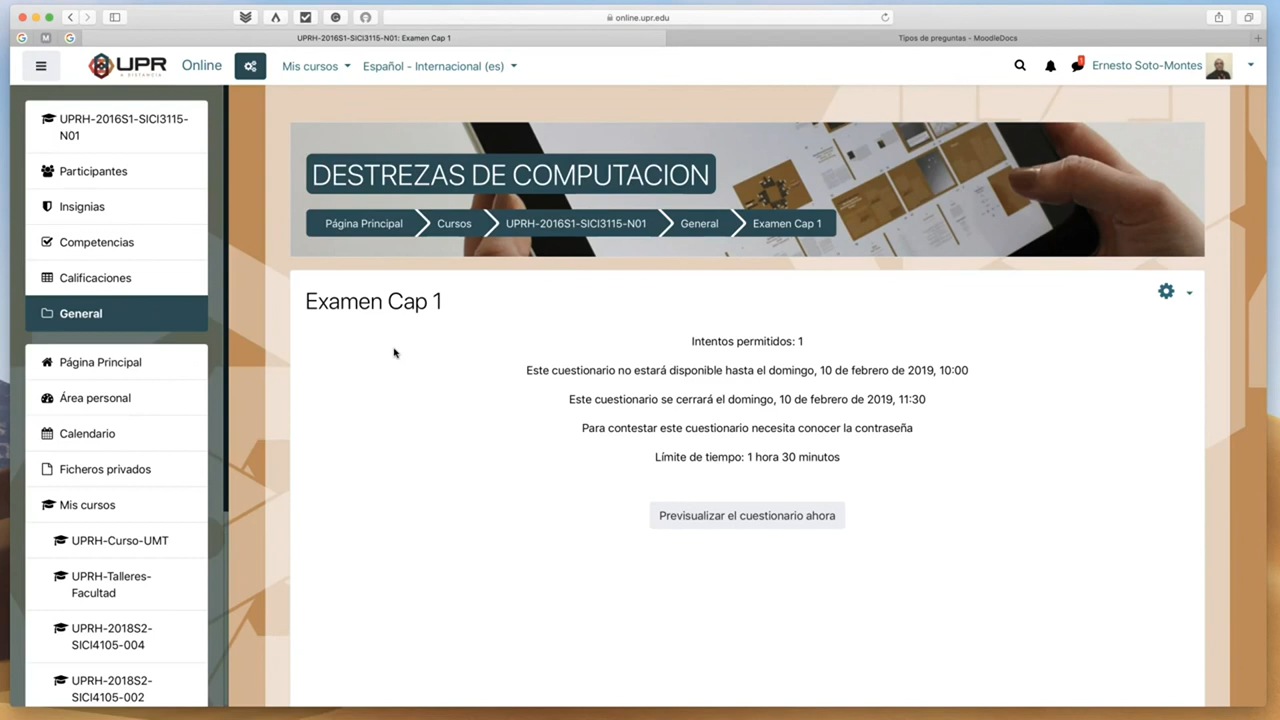 online.upr.edu
UPRH-2016S1-SICI3115-N01: Examen Cap 1
Tipos de preguntas - MoodleDocs
UPR
A DISTANCIA
Online
Mis cursos
Español - Internacional (es)
1
Ernesto Soto-Montes
UPRH-2016S1-SICI3115-
N01
Participantes
Insignias
Competencias
Calificaciones
General
Página Principal
Área personal
Calendario
Ficheros privados
Mis cursos
UPRH-Curso-UMT
UPRH-Talleres-
Facultad
UPRH-2018S2-
SICI4105-004
UPRH-2018S2-
SICI4105-002
DESTREZAS DE COMPUTACION
Página Principal
Cursos
UPRH-2016S1-SICI3115-N01
General
Examen Cap 1
Examen Cap 1
Intentos permitidos: 1
Este cuestionario no estará disponible hasta el domingo, 10 de febrero de 2019, 10:00
Este cuestionario se cerrará el domingo, 10 de febrero de 2019, 11:30
Para contestar este cuestionario necesita conocer la contraseña
Límite de tiempo: 1 hora 30 minutos
Previsualizar el cuestionario ahora